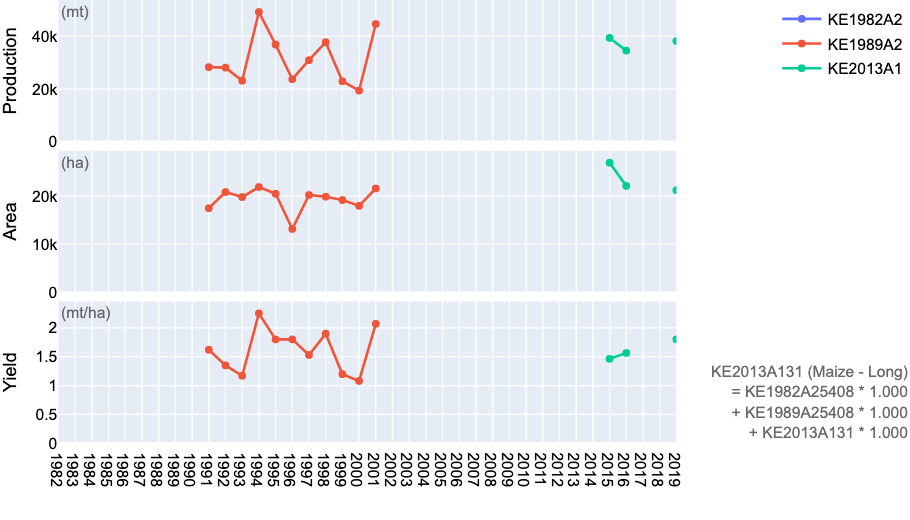 (mt)
Production
40k
20k
0
(ha)
Area
20k
10k
0
(mt/ha)
Yield
2
1.5
1
0.5
0
1982
1983
1984
1985
1986
1987
1988
1989
1990
1991
1992
1993
1994
1995
1996
1997
1998
1999
2000
2001
2002
2003
2004
2005
2006
2007
2008
2009
2010
2011
2012
2013
2014
2015
2016
2017
2018
2019
KE1982A2
KE1989A2
KE2013A1
KE2013A131 (Maize - Long)
= KE1982A25408 * 1.000
+ KE1989A25408 * 1.000
+ KE2013A131 * 1.000